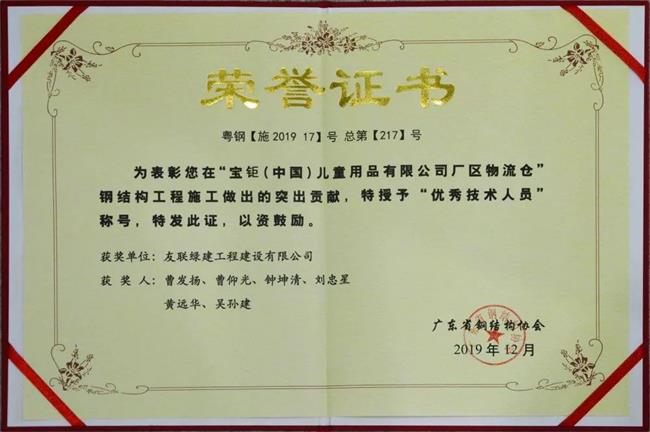 荣誉证书
粤钢【施2019 17】号 总第【217】号
为表彰您在“宝钜(中国)儿童用品有限公司厂区物流仓”
钢结构工程施工做出的突出贡献，特授予“优秀技术人员”
称号，特发此证，以资鼓励。
获奖单位：友联绿建工程建设有限公司
获 奖 人：曹发扬、曹仰光、钟坤清、刘忠星
黄远华、吴孙建
广东省钢结构协会
2019年12月